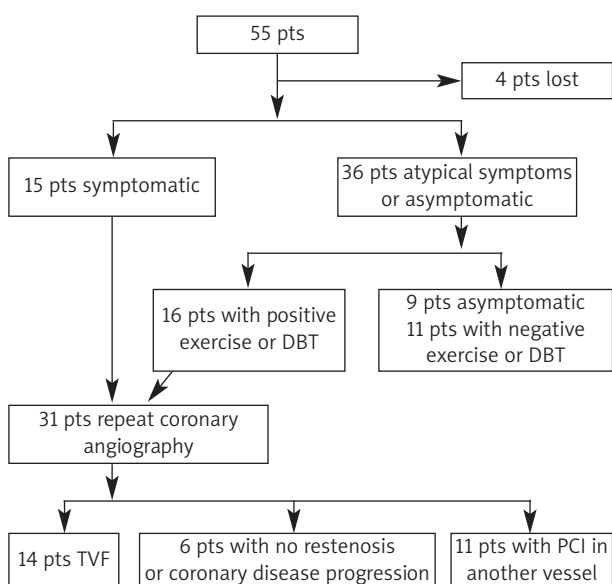 55 pts
4 pts lost
15 pts symptomatic
36 pts atypical symptoms
or asymptomatic
16 pts with positive
exercise or DBT
9 pts asymptomatic
11 pts with negative
exercise or DBT
31 pts repeat coronary
angiography
14 pts TVF
6 pts with no restenosis
or coronary disease progression
11 pts with PCI in
another vessel